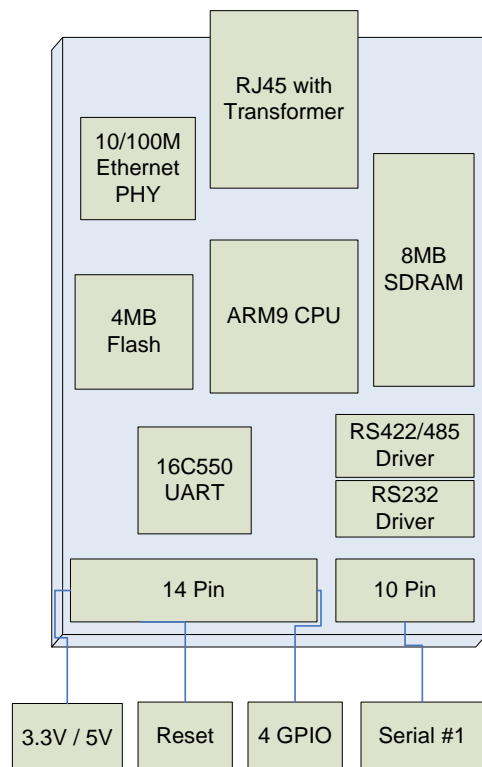 RJ45 with
Transformer
10/100M
Ethernet
PHY
8MB
SDRAM
ARM9 CPU
4MB
Flash
RS422/485
Driver
16C550
UART
RS232
Driver
14 Pin
10 Pin
3.3V / 5V
Reset
4 GPIO
Serial #1